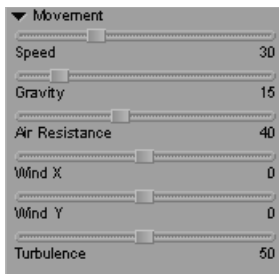 Movement
Speed 30
Gravity 15
Air Resistance 40
Wind X 0
Wind Y 0
Turbulence 50